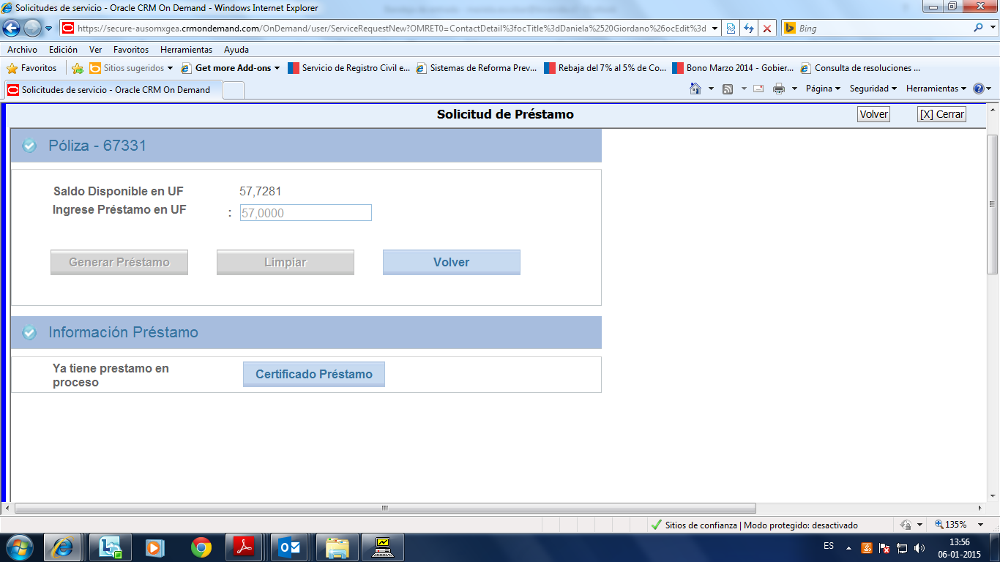 Solicitudes de servicio - Oracle CRM On Demand - Windows Internet Explorer
https://secure-ausomxgea.crmondemand.com/OnDemand/user/ServiceRequestNew?OMRET0=ContactDetail%3focTitle%3dDaniela%2520Giordano%26ocEdit%3d
Bing
Archivo Edición Ver Favoritos Herramientas Ayuda
Favoritos Sitios sugeridos Get more Add-ons Servicio de Registro Civil e... Sistemas de Reforma Prev... Rebaja del 7% al 5% de Co... Bono Marzo 2014 - Gobier... Consulta de resoluciones ...
Solicitudes de servicio - Oracle CRM On Demand Página Seguridad Herramientas
Solicitud de Préstamo Volver [X] Cerrar
Póliza - 67331
Saldo Disponible en UF 57,7281
Ingrese Préstamo en UF : 57,0000
Generar Préstamo Limpiar Volver
Información Préstamo
Ya tiene prestamo en
proceso
Certificado Préstamo
Sitios de confianza | Modo protegido: desactivado 135%
ES 13:56
06-01-2015